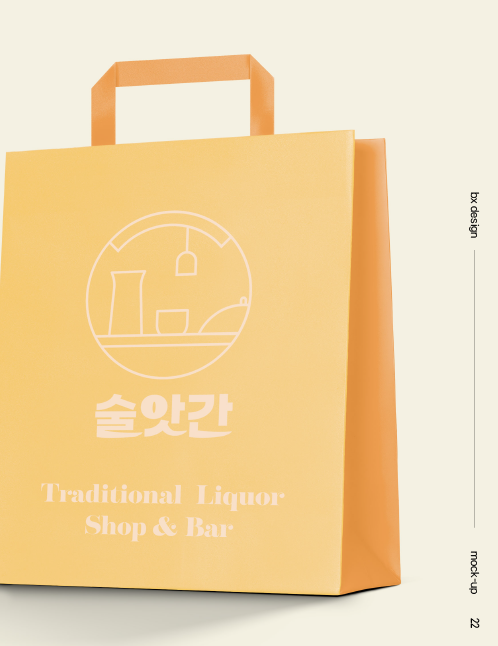 술앗간
Traditional Liquor
Shop & Bar
bx design
mock-up
22